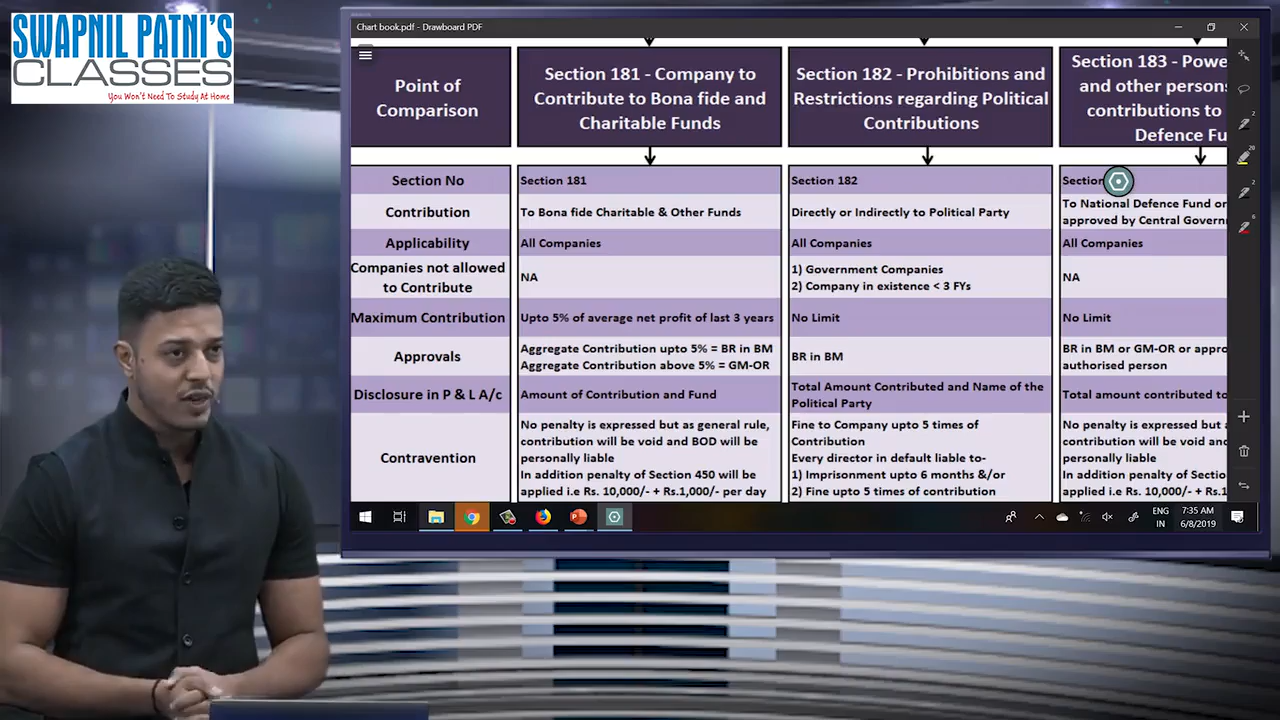 SWAPNIL PATNI'S
CLASSES
You Won't Need To Study At Home
Chart book.pdf - Drawboard PDF
Point of
Comparison
Section 181 - Company to
Contribute to Bona fide and
Charitable Funds
Section 182 - Prohibitions and
Restrictions regarding Political
Contributions
Section 183 - Powe
and other persons
contributions to
Defence Fu
Section No
Section 181
Section 182
Section
Contribution
To Bona fide Charitable & Other Funds
Directly or Indirectly to Political Party
To National Defence Fund or
approved by Central Govern
Applicability
All Companies
All Companies
All Companies
Companies not allowed
to Contribute
NA
1) Government Companies
2) Company in existence < 3 FYs
NA
Maximum Contribution
Upto 5% of average net profit of last 3 years
No Limit
No Limit
Approvals
Aggregate Contribution upto 5% = BR in BM
Aggregate Contribution above 5% = GM-OR
BR in BM
BR in BM or GM-OR or appro
authorised person
Disclosure in P & L A/c
Amount of Contribution and Fund
Total Amount Contributed and Name of the
Political Party
Total amount contributed to
Contravention
No penalty is expressed but as general rule,
contribution will be void and BOD will be
personally liable
In addition penalty of Section 450 will be
applied i.e Rs. 10,000/- + Rs.1,000/- per day
Fine to Company upto 5 times of
Contribution
Every director in default liable to-
1) Imprisonment upto 6 months &/or
2) Fine upto 5 times of contribution
No penalty is expressed but a
contribution will be void and
personally liable
In addition penalty of Sectio
applied i.e Rs. 10,000/- + Rs.1
ENG
IN
7:35 AM
6/8/2019